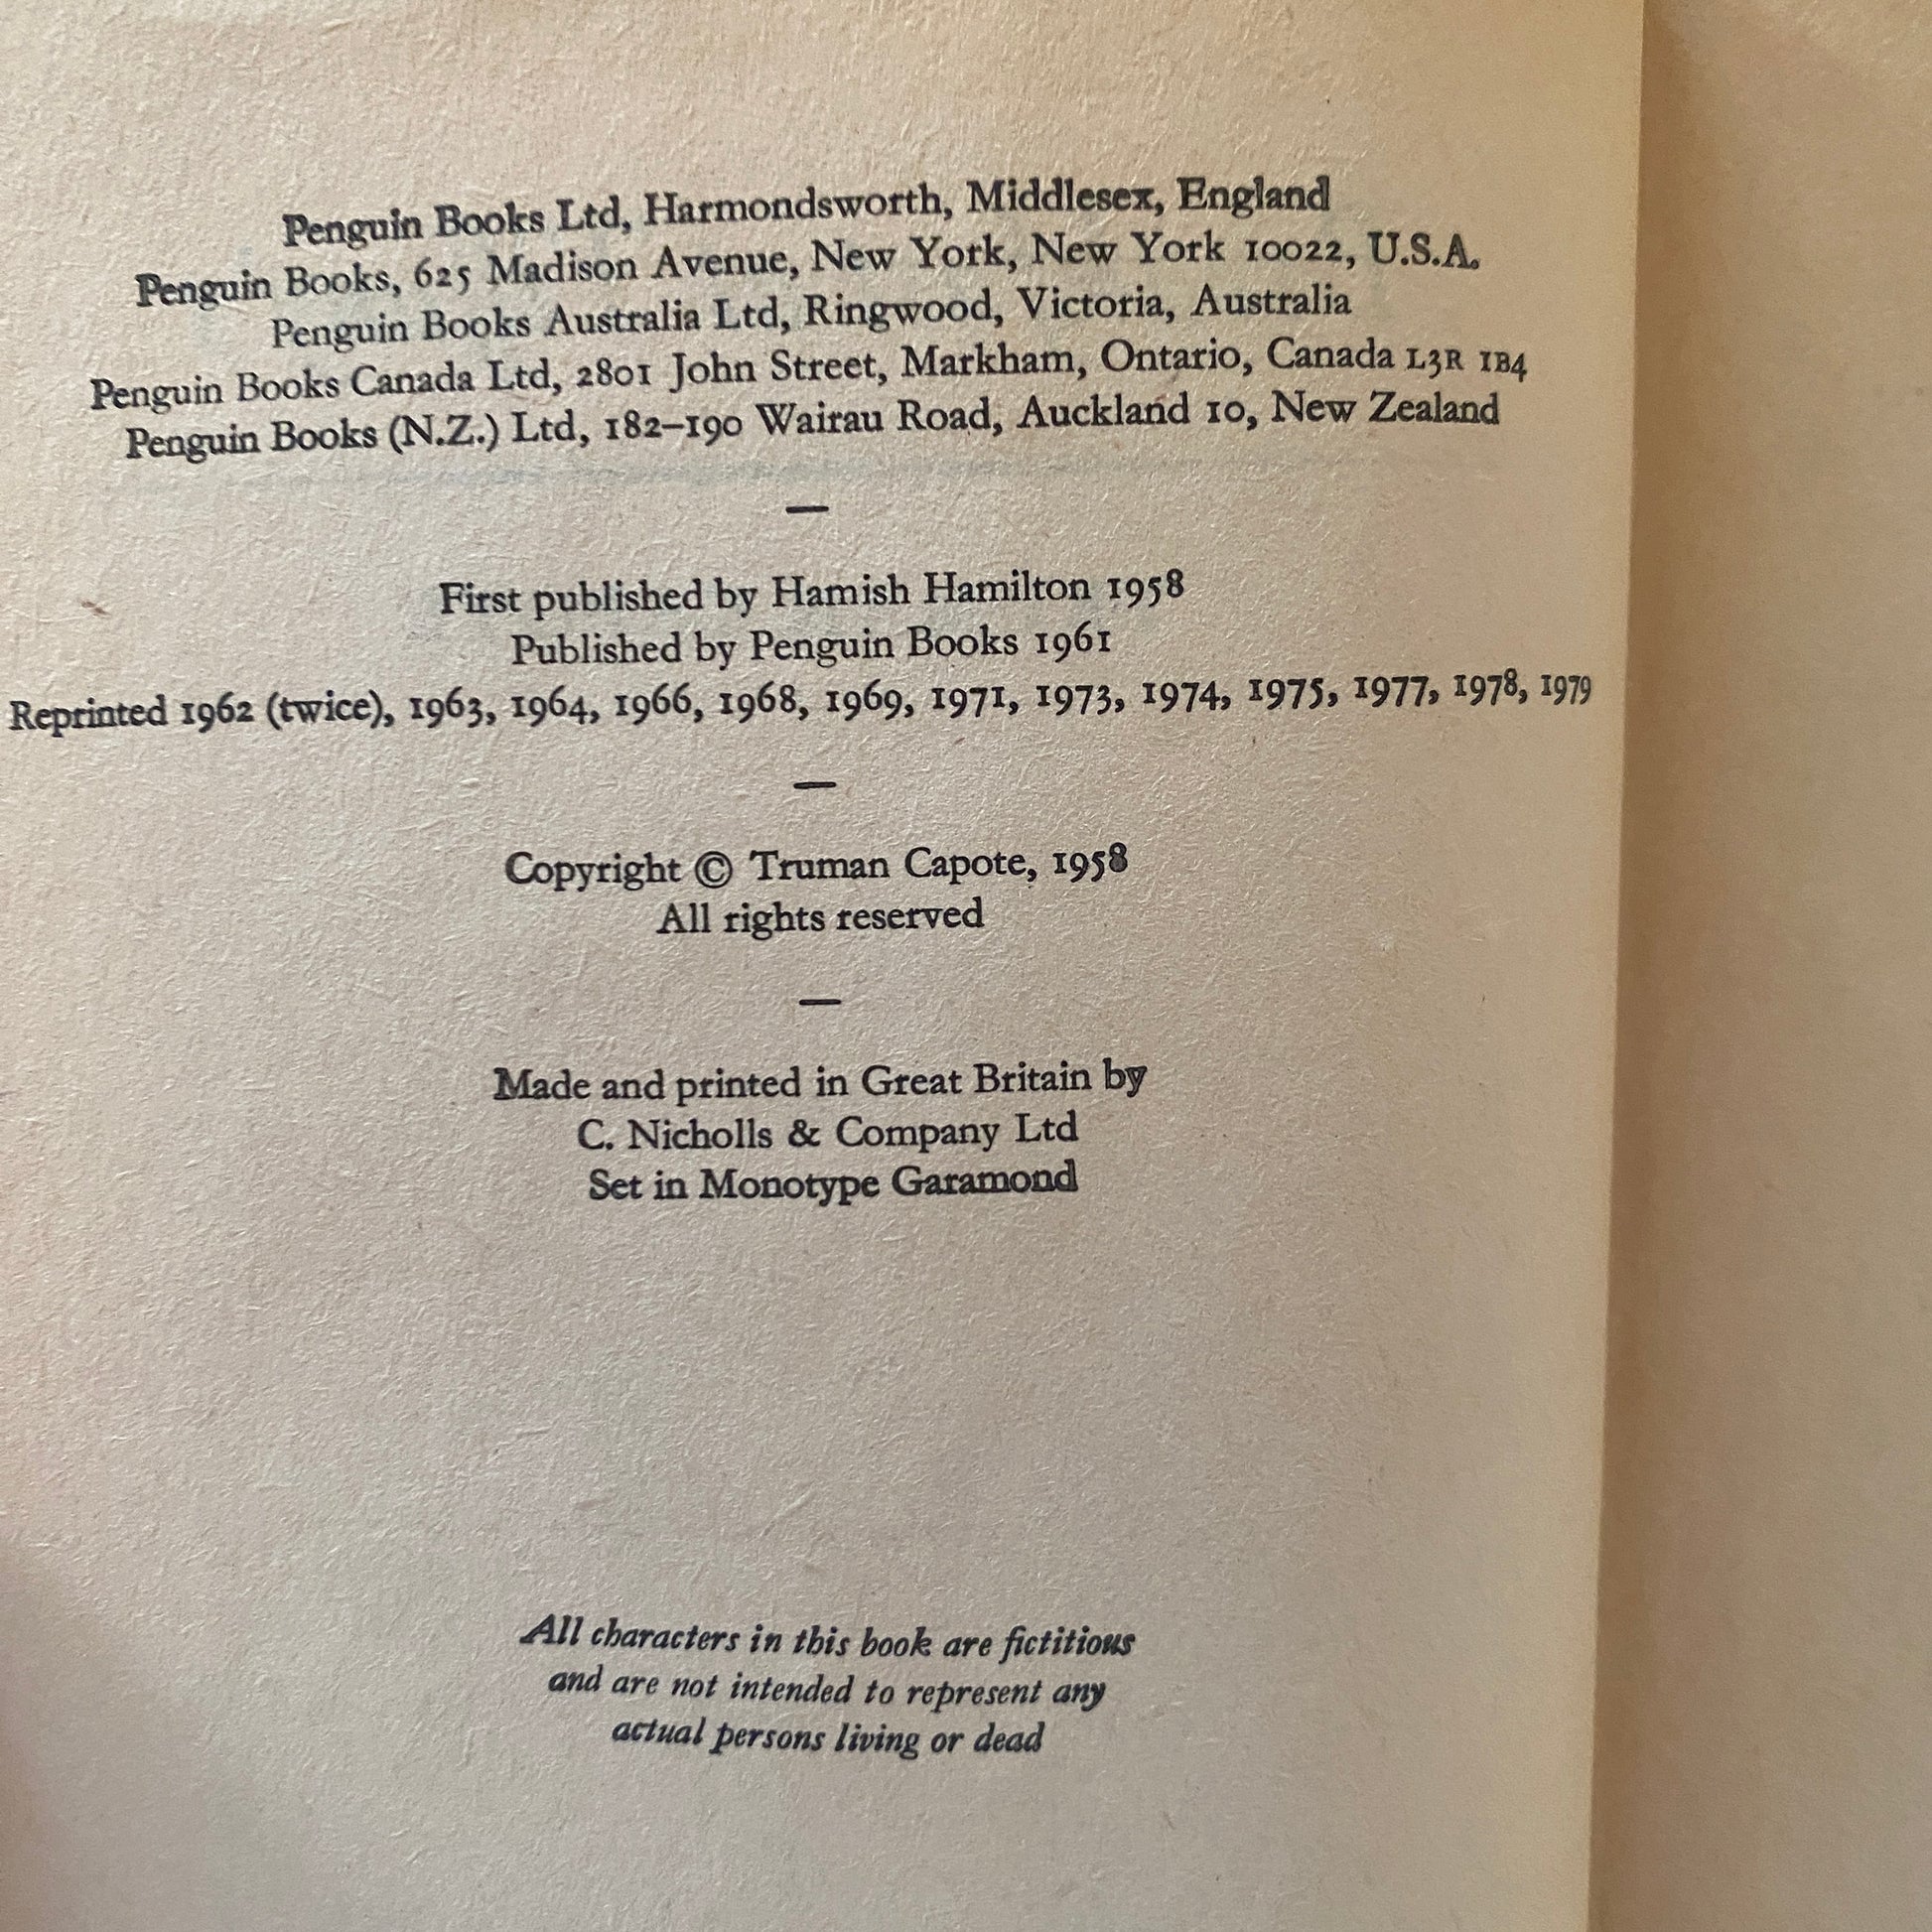 Penguin Books Ltd, Harmondsworth, Middlesex, England
Penguin Books, 625 Madison Avenue, New York, New York 10022, U.S.A.
Penguin Books Australia Ltd, Ringwood, Victoria, Australia
Penguin Books Canada Ltd, 2801 John Street, Markham, Ontario, Canada L3R 1B4
Penguin Books (N.Z.) Ltd, 182–190 Wairau Road, Auckland 10, New Zealand
—
First published by Hamish Hamilton 1958
Published by Penguin Books 1961
Reprinted 1962 (twice), 1963, 1964, 1966, 1968, 1969, 1971, 1973, 1974, 1975, 1977, 1978, 1979
—
Copyright © Truman Capote, 1958
All rights reserved
—
Made and printed in Great Britain by
C. Nicholls & Company Ltd
Set in Monotype Garamond
All characters in this book are fictitious
and are not intended to represent any
actual persons living or dead